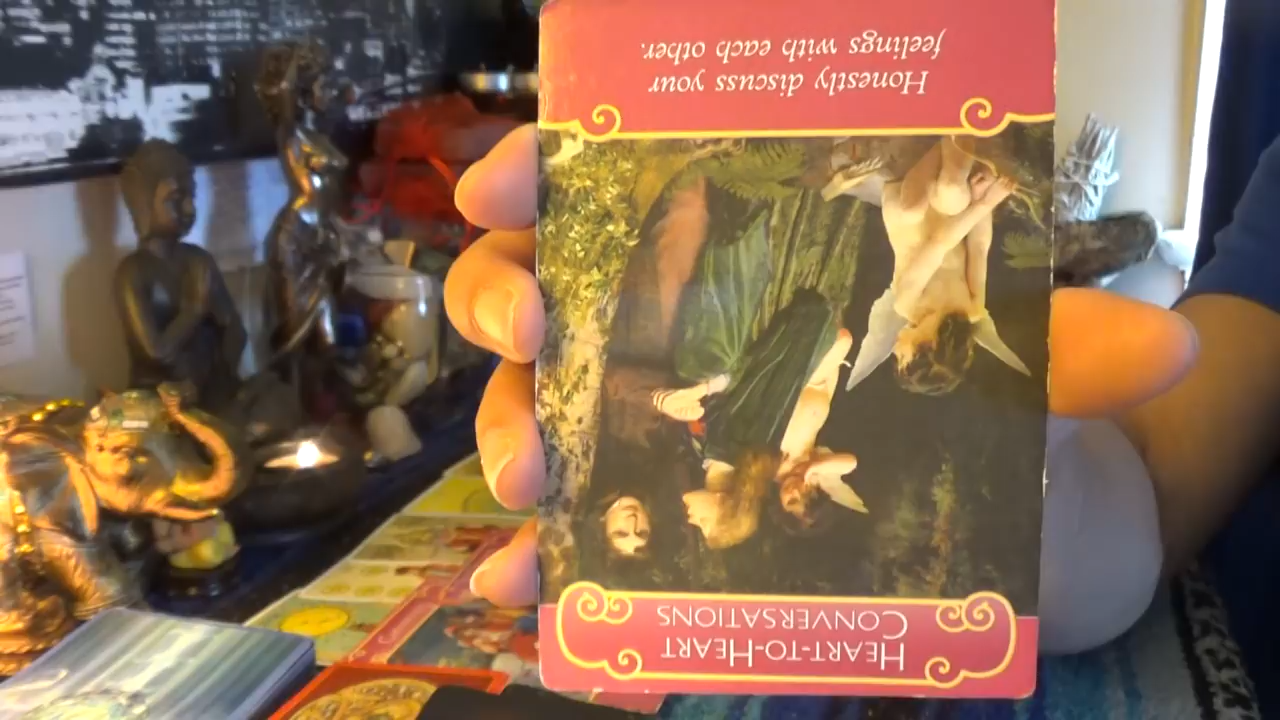 HEART-TO-HEART
CONVERSATIONS
Honestly discuss your
feelings with each other.